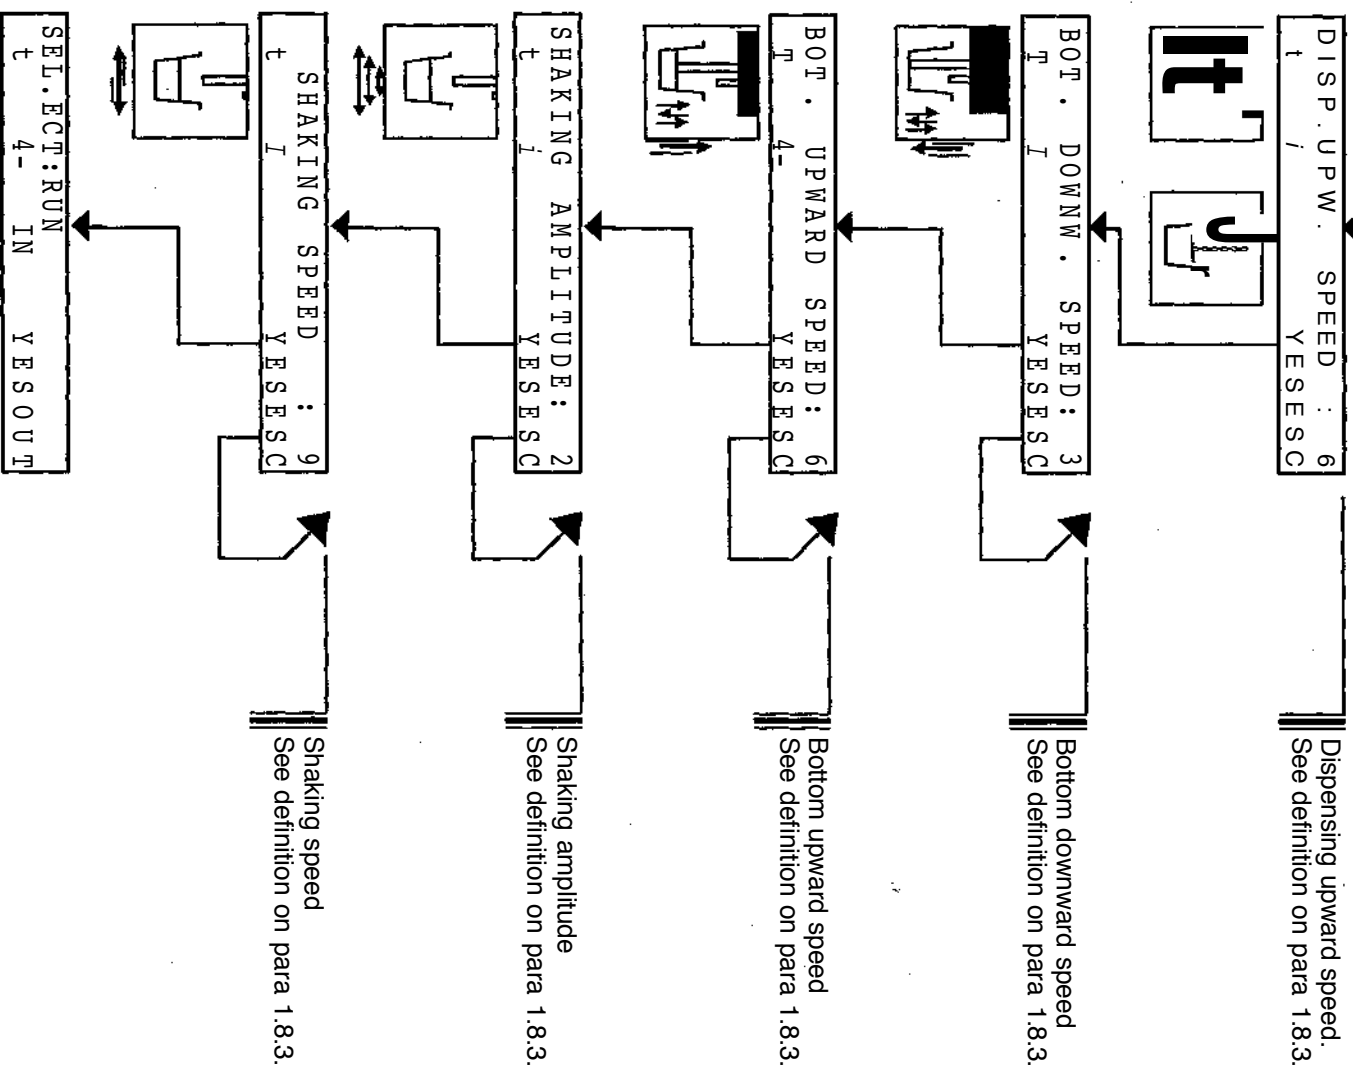 DISP.UPW. SPEED : 6
t i YESESC
Dispensing upward speed.
See definition on para 1.8.3.
BOT. DOWNW. SPEED: 3
T I YESESC
Bottom downward speed
See definition on para 1.8.3.
BOT. UPWARD SPEED: 6
T 4- YESESC
Bottom upward speed
See definition on para 1.8.3.
SHAKING AMPLITUDE: 2
t i YESESC
Shaking amplitude
See definition on para 1.8.3.
SHAKING SPEED : 9
t I YESESC
Shaking speed
See definition on para 1.8.3.
SEL.ECT:RUN
t 4- IN YESOUT